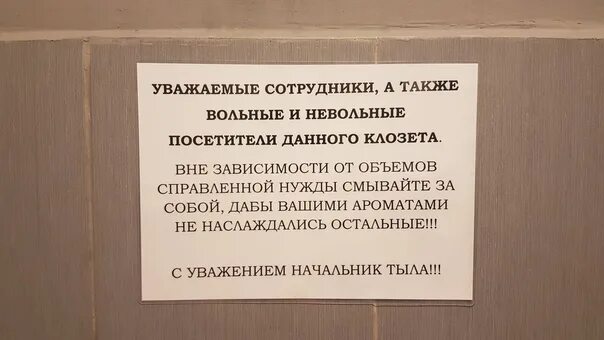 УВАЖАЕМЫЕ СОТРУДНИКИ, А ТАКЖЕ
ВОЛЬНЫЕ И НЕВОЛЬНЫЕ
ПОСЕТИТЕЛИ ДАННОГО КЛОЗЕТА.
ВНЕ ЗАВИСИМОСТИ ОТ ОБЪЕМОВ
СПРАВЛЕННОЙ НУЖДЫ СМЫВАЙТЕ ЗА
СОБОЙ, ДАБЫ ВАШИМИ АРОМАТАМИ
НЕ НАСЛАЖДАЛИСЬ ОСТАЛЬНЫЕ!!!
С УВАЖЕНИЕМ НАЧАЛЬНИК ТЫЛА!!!